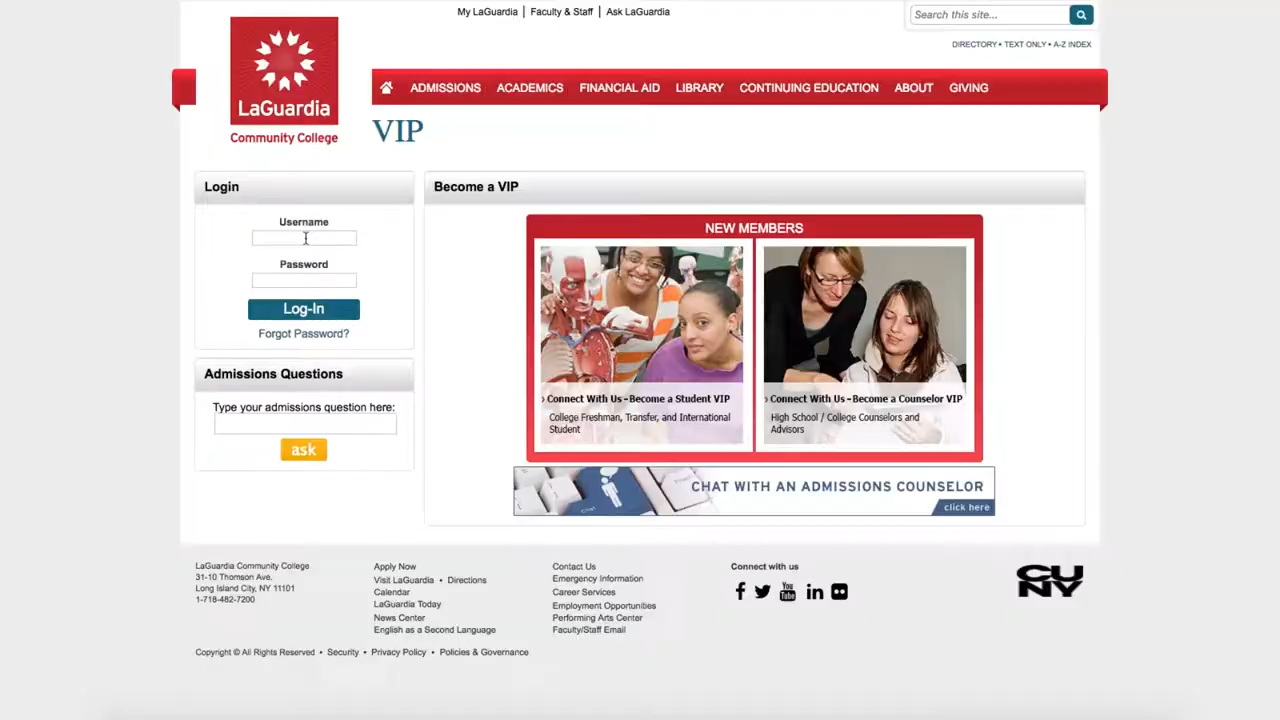 My LaGuardia | Faculty & Staff | Ask LaGuardia
Search this site...
DIRECTORY • TEXT ONLY • A-Z INDEX
LaGuardia
Community College
ADMISSIONS ACADEMICS FINANCIAL AID LIBRARY CONTINUING EDUCATION ABOUT GIVING
VIP
Login
Username
Password
Log-In
Forgot Password?
Admissions Questions
Type your admissions question here:
ask
Become a VIP
NEW MEMBERS
Connect With Us - Become a Student VIP
College Freshman, Transfer, and International
Student
Connect With Us - Become a Counselor VIP
High School / College Counselors and
Advisors
CHAT WITH AN ADMISSIONS COUNSELOR
click here
LaGuardia Community College
31-10 Thomson Ave.
Long Island City, NY 11101
1-718-482-7200
Apply Now
Visit LaGuardia • Directions
Calendar
LaGuardia Today
News Center
English as a Second Language
Contact Us
Emergency Information
Career Services
Employment Opportunities
Performing Arts Center
Faculty/Staff Email
Connect with us
You
Tube
in
CU
NY
Copyright © All Rights Reserved • Security • Privacy Policy • Policies & Governance